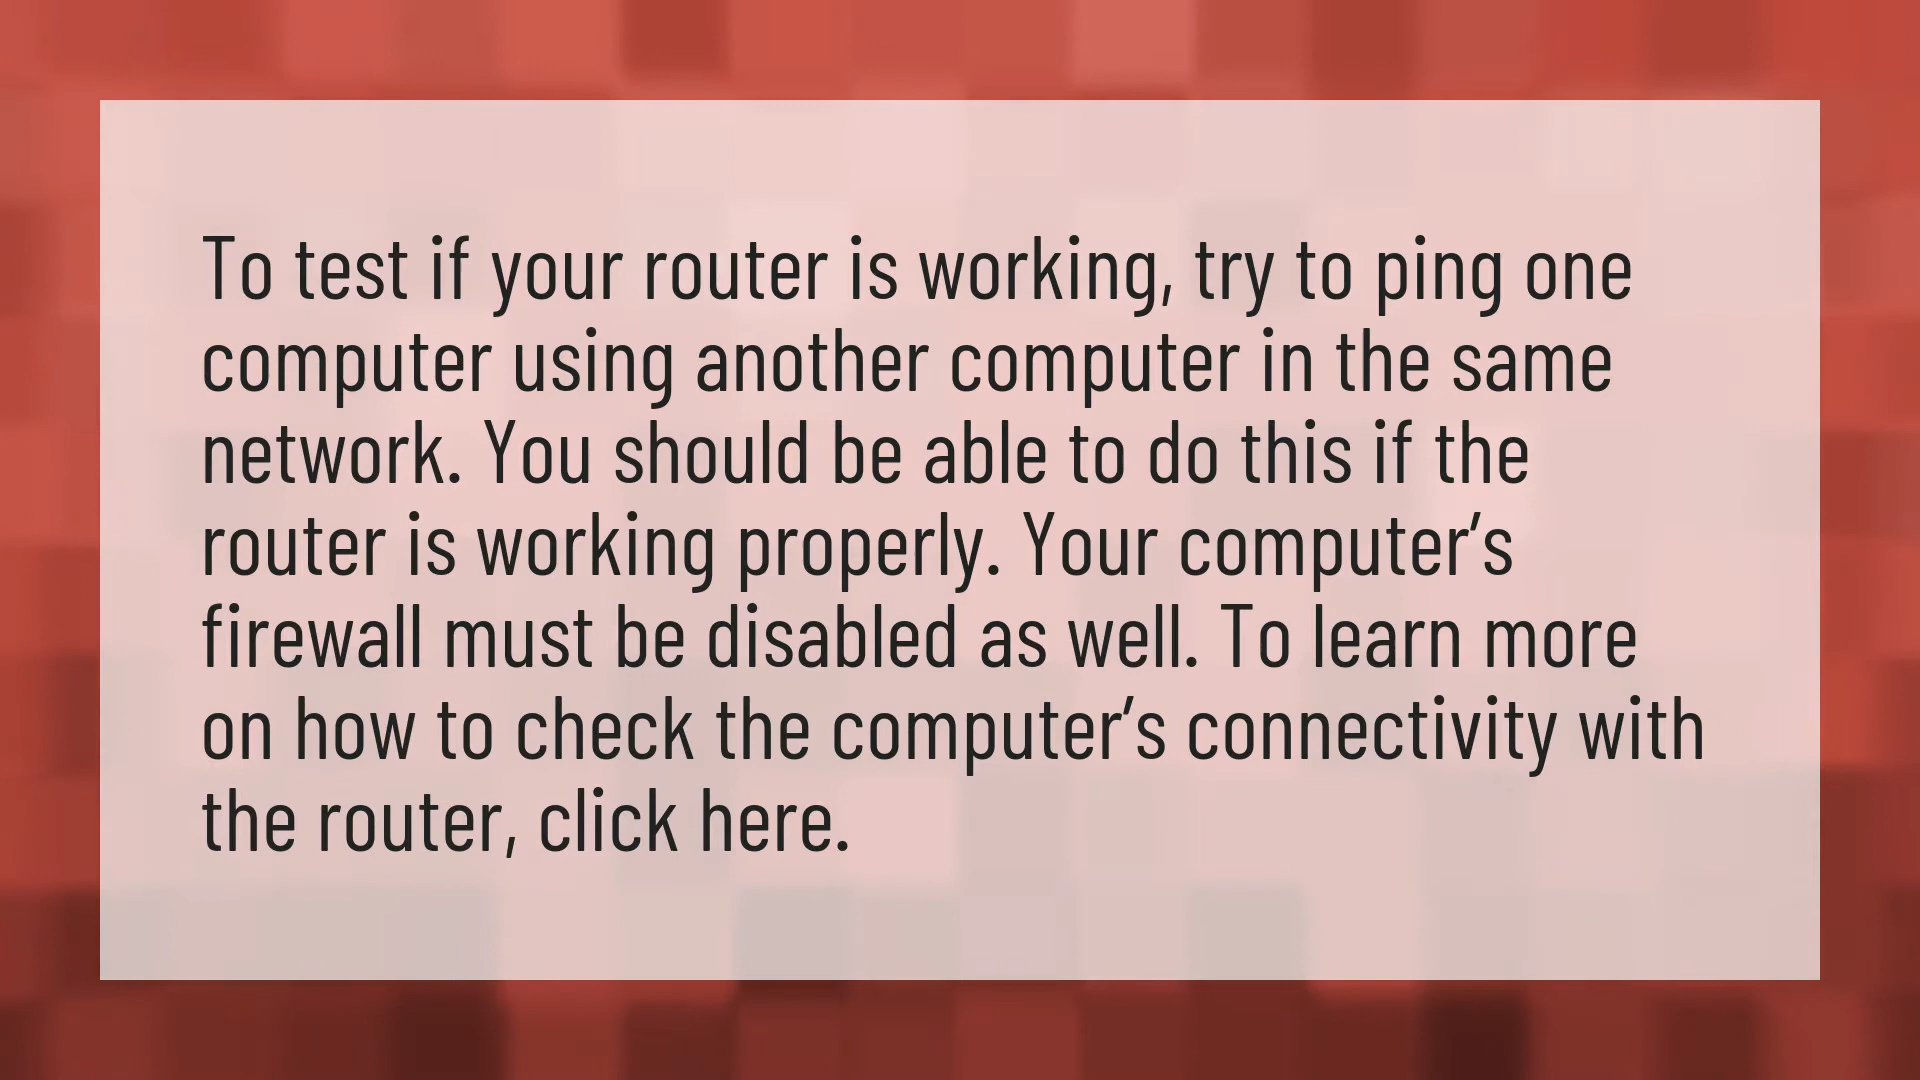 To test if your router is working, try to ping one
computer using another computer in the same
network. You should be able to do this if the
router is working properly. Your computer’s
firewall must be disabled as well. To learn more
on how to check the computer’s connectivity with
the router, click here.